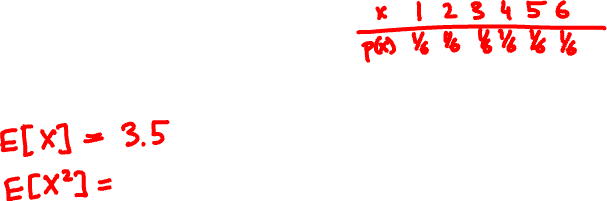 x 1 2 3 4 5 6
p(x) 1/6 1/6 1/6 1/6 1/6 1/6
E[X] = 3.5
E[X²] =